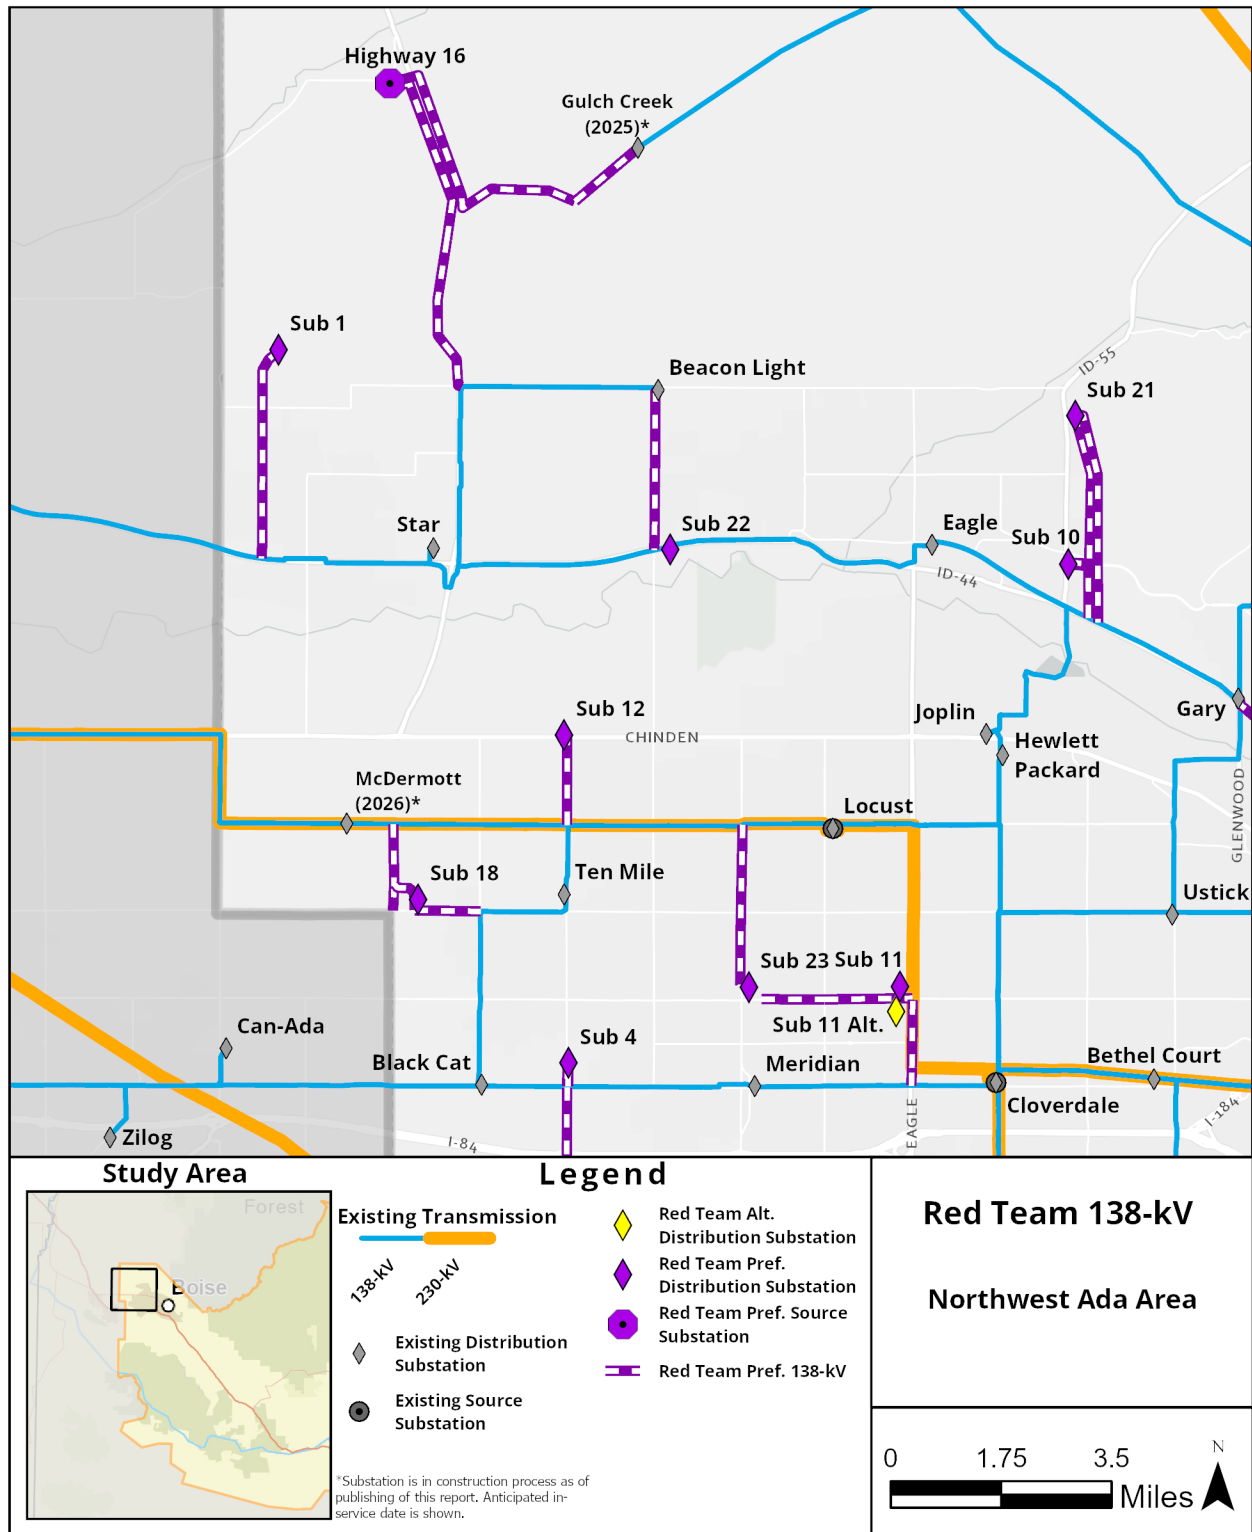 Highway 16
Gulch Creek
(2025)*
Sub 1
Beacon Light
ID-55
Sub 21
Star
Sub 22
Eagle
Sub 10
ID-44
Sub 12
CHINDEN
Joplin
Gary
Hewlett
Packard
McDermott
(2026)*
Locust
GLENWOOD
Sub 18
Ten Mile
Ustick
Sub 23
Sub 11
Sub 11 Alt.
Can-Ada
Sub 4
Black Cat
Meridian
Bethel Court
Cloverdale
EAGLE
I-184
Zilog
I-84
Study Area
Forest
Boise
Legend
Existing Transmission
138-kV
230-kV
Existing Distribution
Substation
Existing Source
Substation
*Substation is in construction process as of
publishing of this report. Anticipated in-
service date is shown.
Red Team Alt.
Distribution Substation
Red Team Pref.
Distribution Substation
Red Team Pref. Source
Substation
Red Team Pref. 138-kV
Red Team 138-kV
Northwest Ada Area
0 1.75 3.5
Miles
N